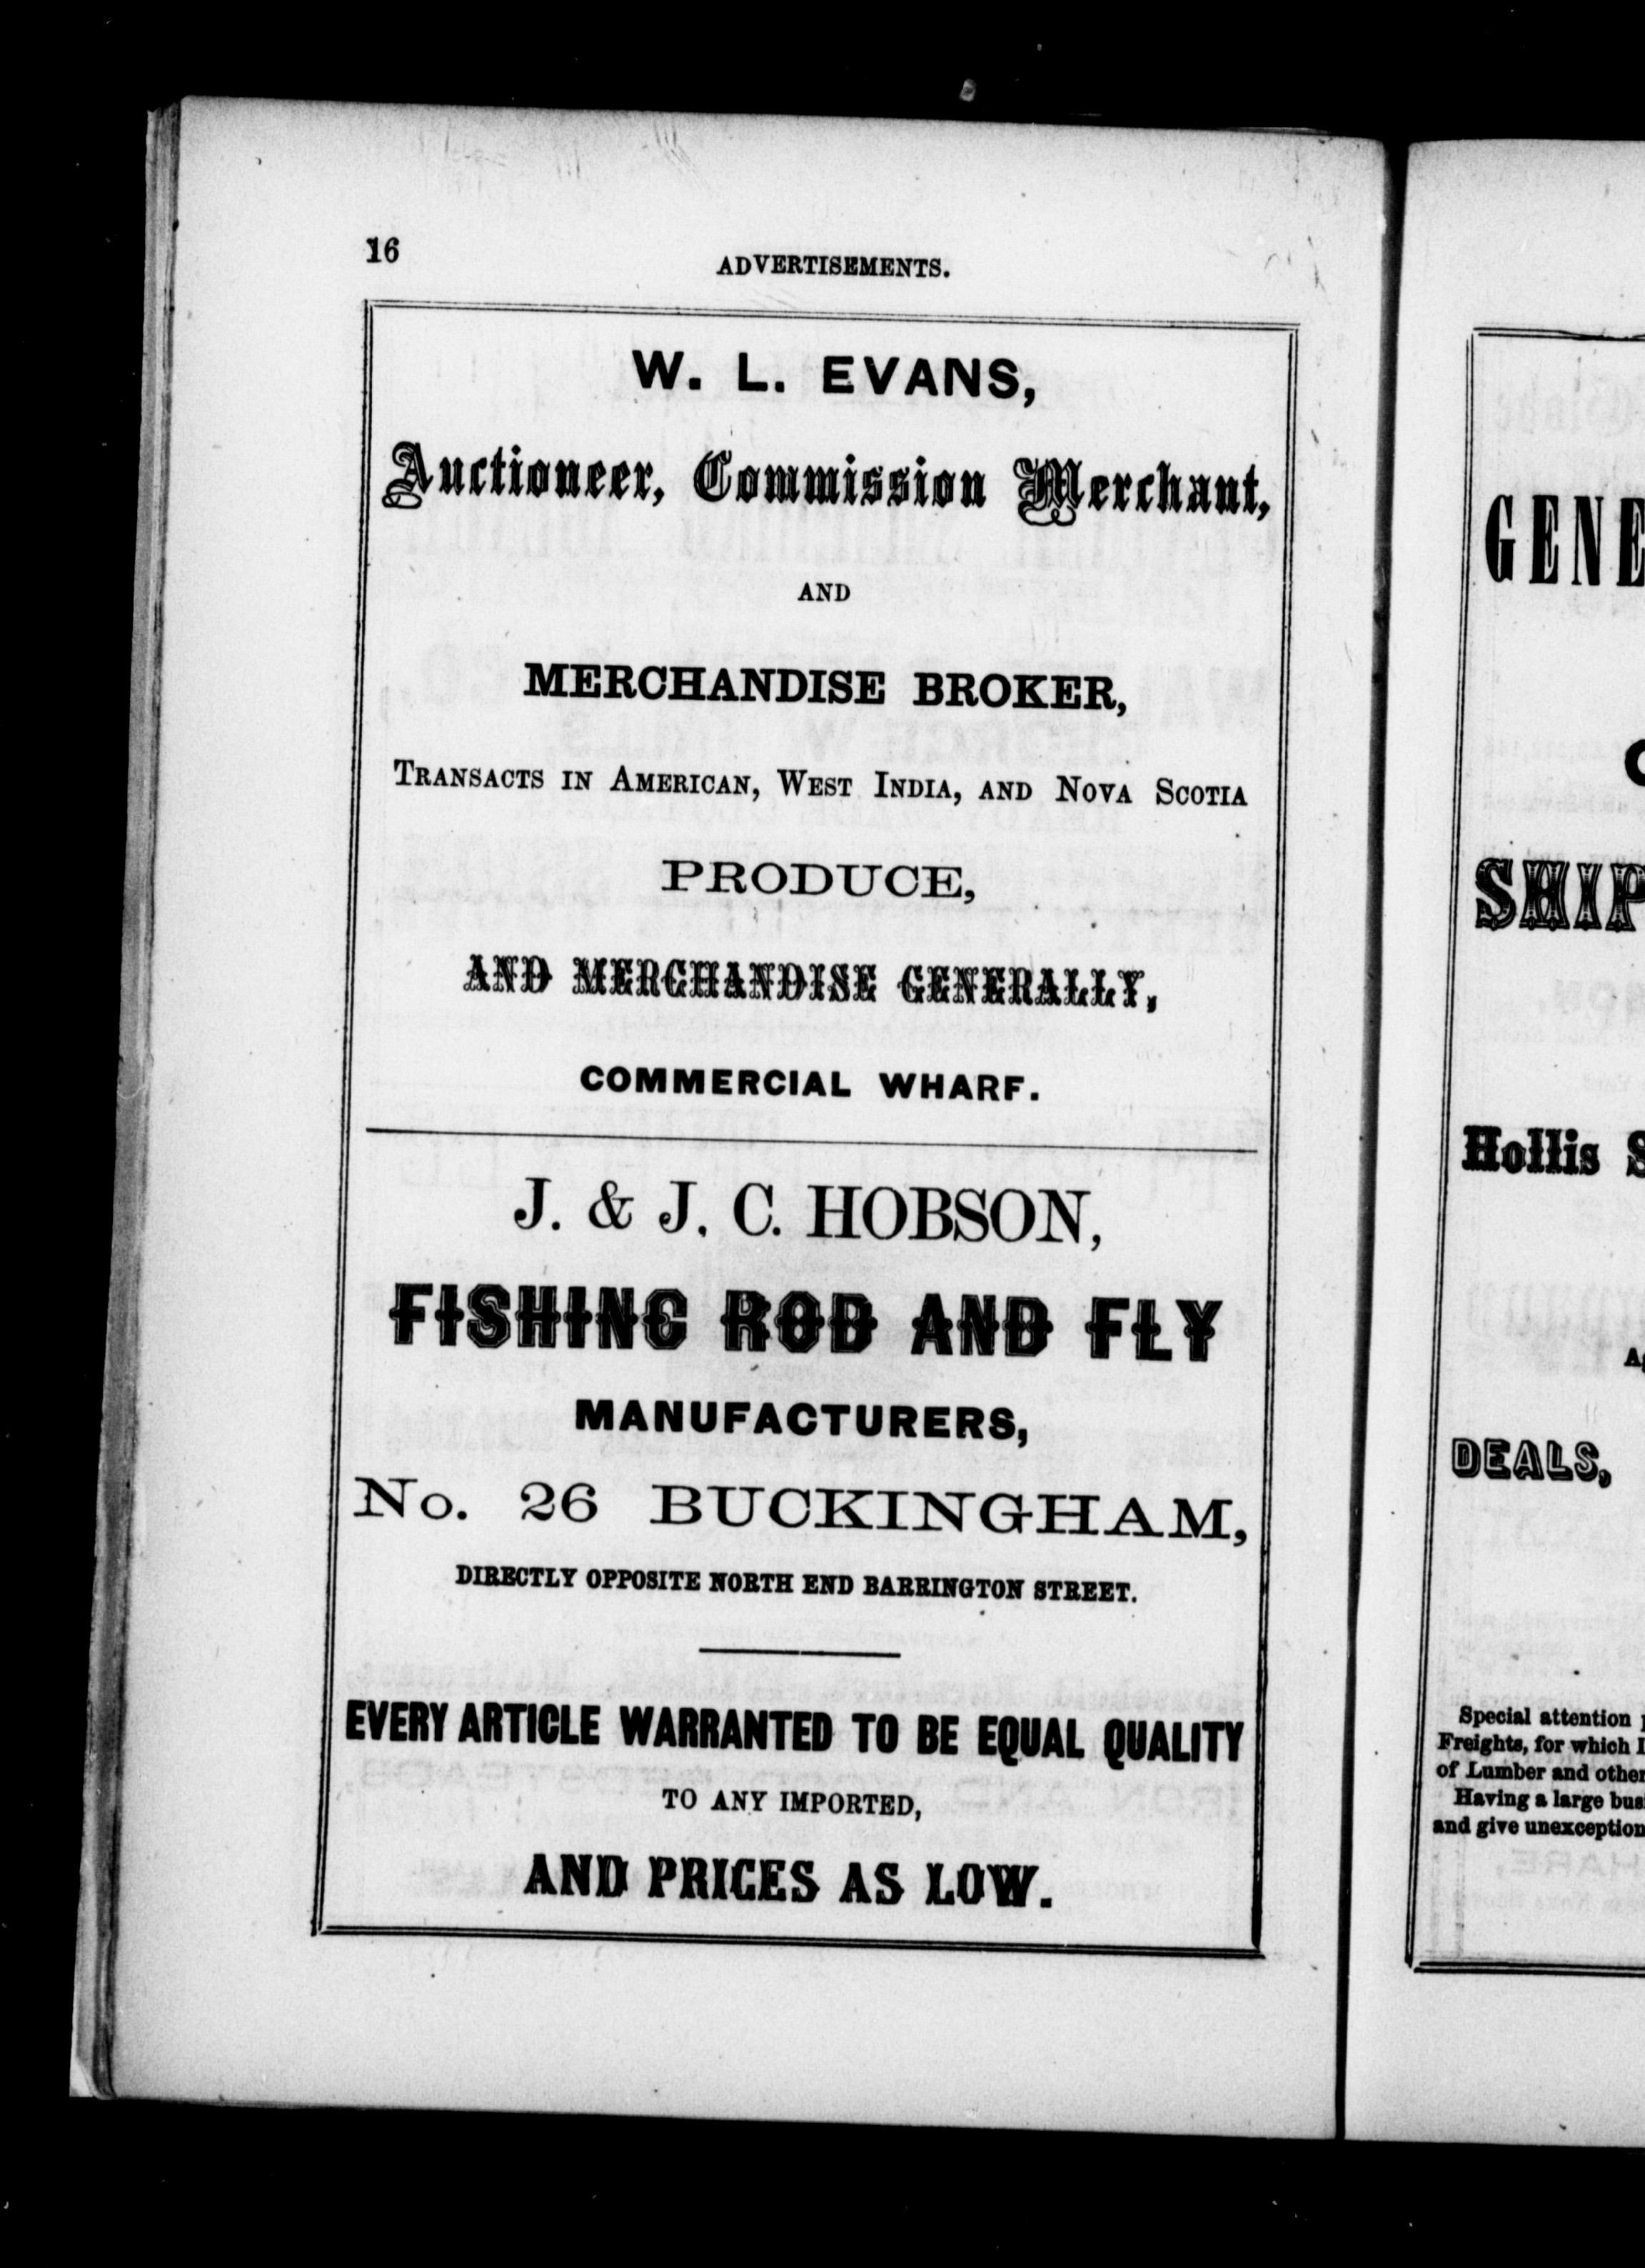 16
ADVERTISEMENTS.
W. L. EVANS,
Auctioneer, Commission Merchant,
AND
MERCHANDISE BROKER,
TRANSACTS IN AMERICAN, WEST INDIA, AND NOVA SCOTIA
PRODUCE,
AND MERCHANDISE GENERALLY,
COMMERCIAL WHARF.
J. & J. C. HOBSON,
FISHING ROD AND FLY
MANUFACTURERS,
No. 26 BUCKINGHAM,
DIRECTLY OPPOSITE NORTH END BARRINGTON STREET.
EVERY ARTICLE WARRANTED TO BE EQUAL QUALITY
TO ANY IMPORTED,
AND PRICES AS LOW.
GENE
SHIP
Hollis S
DEALS,
Special attention
Freights, for which I
of Lumber and other
Having a large busi
and give unexception